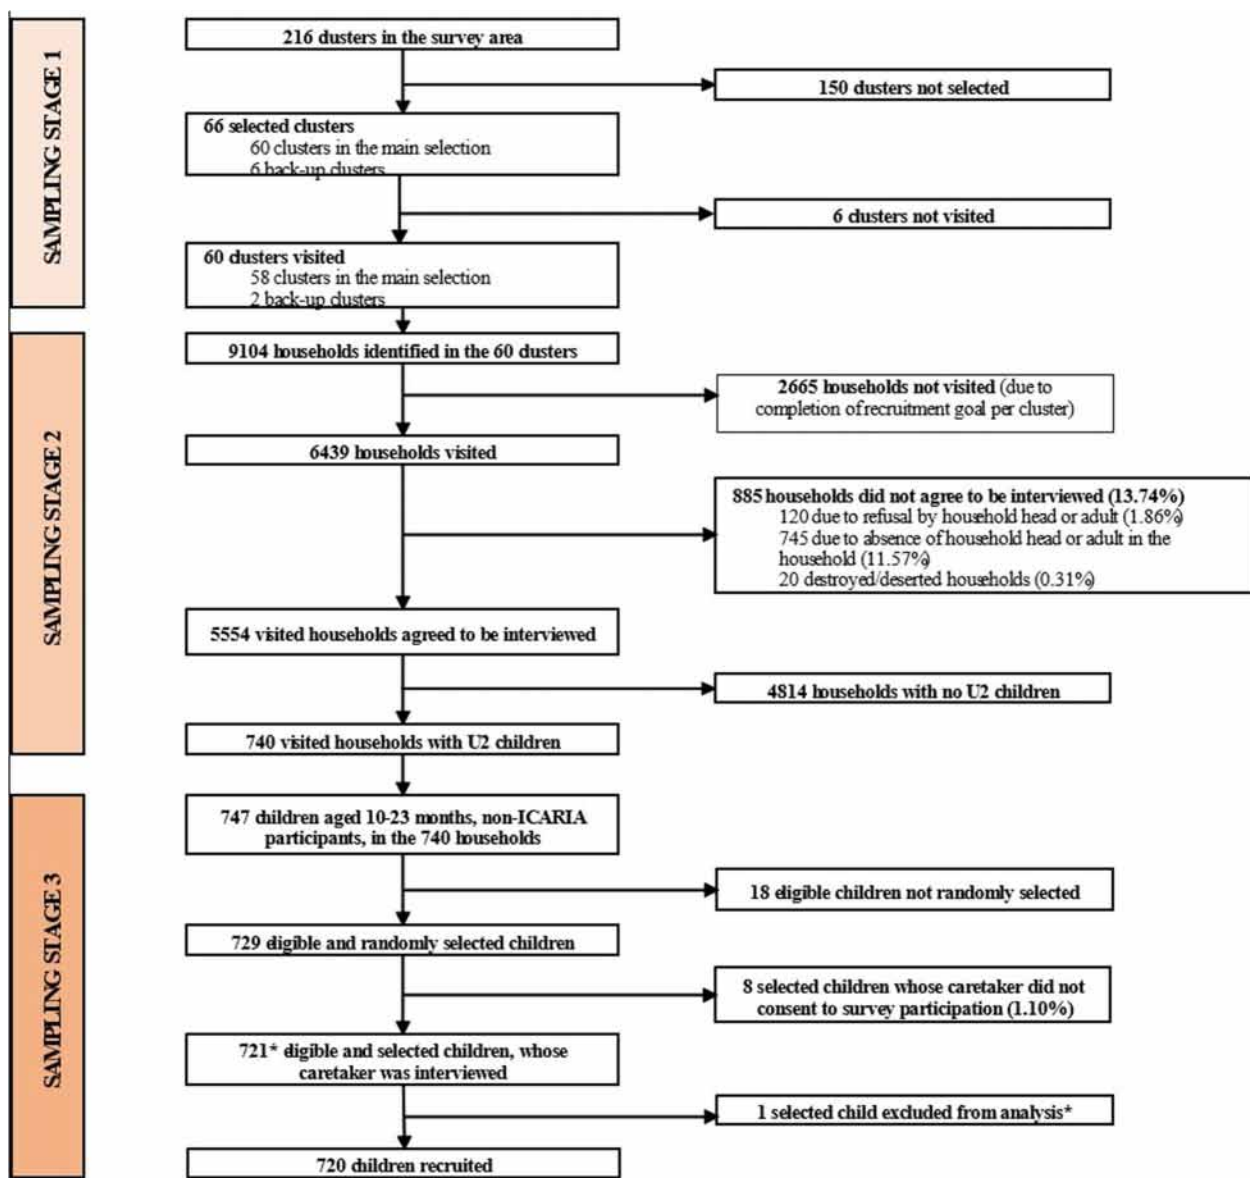 SAMPLING STAGE 1
216 clusters in the survey area
150 clusters not selected
66 selected clusters
60 clusters in the main selection
6 back-up clusters
6 clusters not visited
60 clusters visited
58 clusters in the main selection
2 back-up clusters
SAMPLING STAGE 2
9104 households identified in the 60 clusters
2665 households not visited (due to
completion of recruitment goal per cluster)
6439 households visited
885 households did not agree to be interviewed (13.74%)
120 due to refusal by household head or adult (1.86%)
745 due to absence of household head or adult in the
household (11.57%)
20 destroyed/deserted households (0.31%)
5554 visited households agreed to be interviewed
4814 households with no U2 children
740 visited households with U2 children
SAMPLING STAGE 3
747 children aged 10-23 months, non-ICARIA
participants, in the 740 households
18 eligible children not randomly selected
729 eligible and randomly selected children
8 selected children whose caretaker did not
consent to survey participation (1.10%)
721* eligible and selected children, whose
caretaker was interviewed
1 selected child excluded from analysis*
720 children recruited